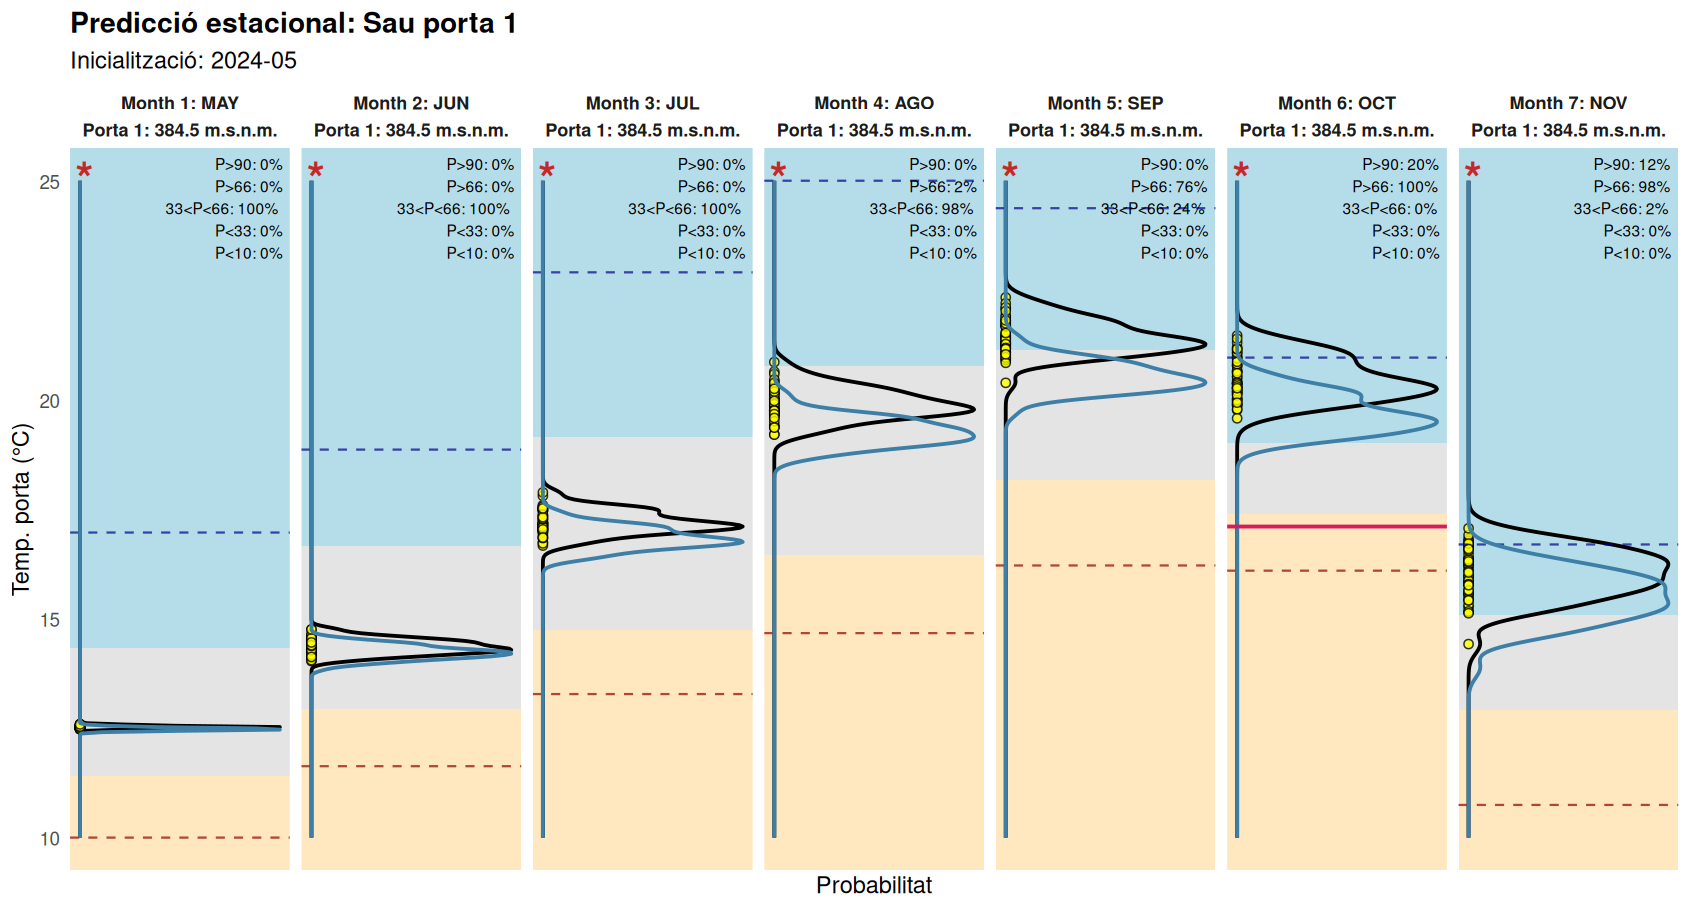 Predicció estacional: Sau porta 1
Inicialització: 2024-05
Month 1: MAY
Porta 1: 384.5 m.s.n.m.
Month 2: JUN
Porta 1: 384.5 m.s.n.m.
Month 3: JUL
Porta 1: 384.5 m.s.n.m.
Month 4: AGO
Porta 1: 384.5 m.s.n.m.
Month 5: SEP
Porta 1: 384.5 m.s.n.m.
Month 6: OCT
Porta 1: 384.5 m.s.n.m.
Month 7: NOV
Porta 1: 384.5 m.s.n.m.
*
P>90: 0%
P>66: 0%
33<P<66: 100%
P<33: 0%
P<10: 0%
*
P>90: 0%
P>66: 0%
33<P<66: 100%
P<33: 0%
P<10: 0%
*
P>90: 0%
P>66: 0%
33<P<66: 100%
P<33: 0%
P<10: 0%
*
P>90: 0%
P>66: 2%
33<P<66: 98%
P<33: 0%
P<10: 0%
*
P>90: 0%
P>66: 76%
33<P<66: 24%
P<33: 0%
P<10: 0%
*
P>90: 20%
P>66: 100%
33<P<66: 0%
P<33: 0%
P<10: 0%
*
P>90: 12%
P>66: 98%
33<P<66: 2%
P<33: 0%
P<10: 0%
25
20
15
10
Temp. porta (°C)
Probabilitat